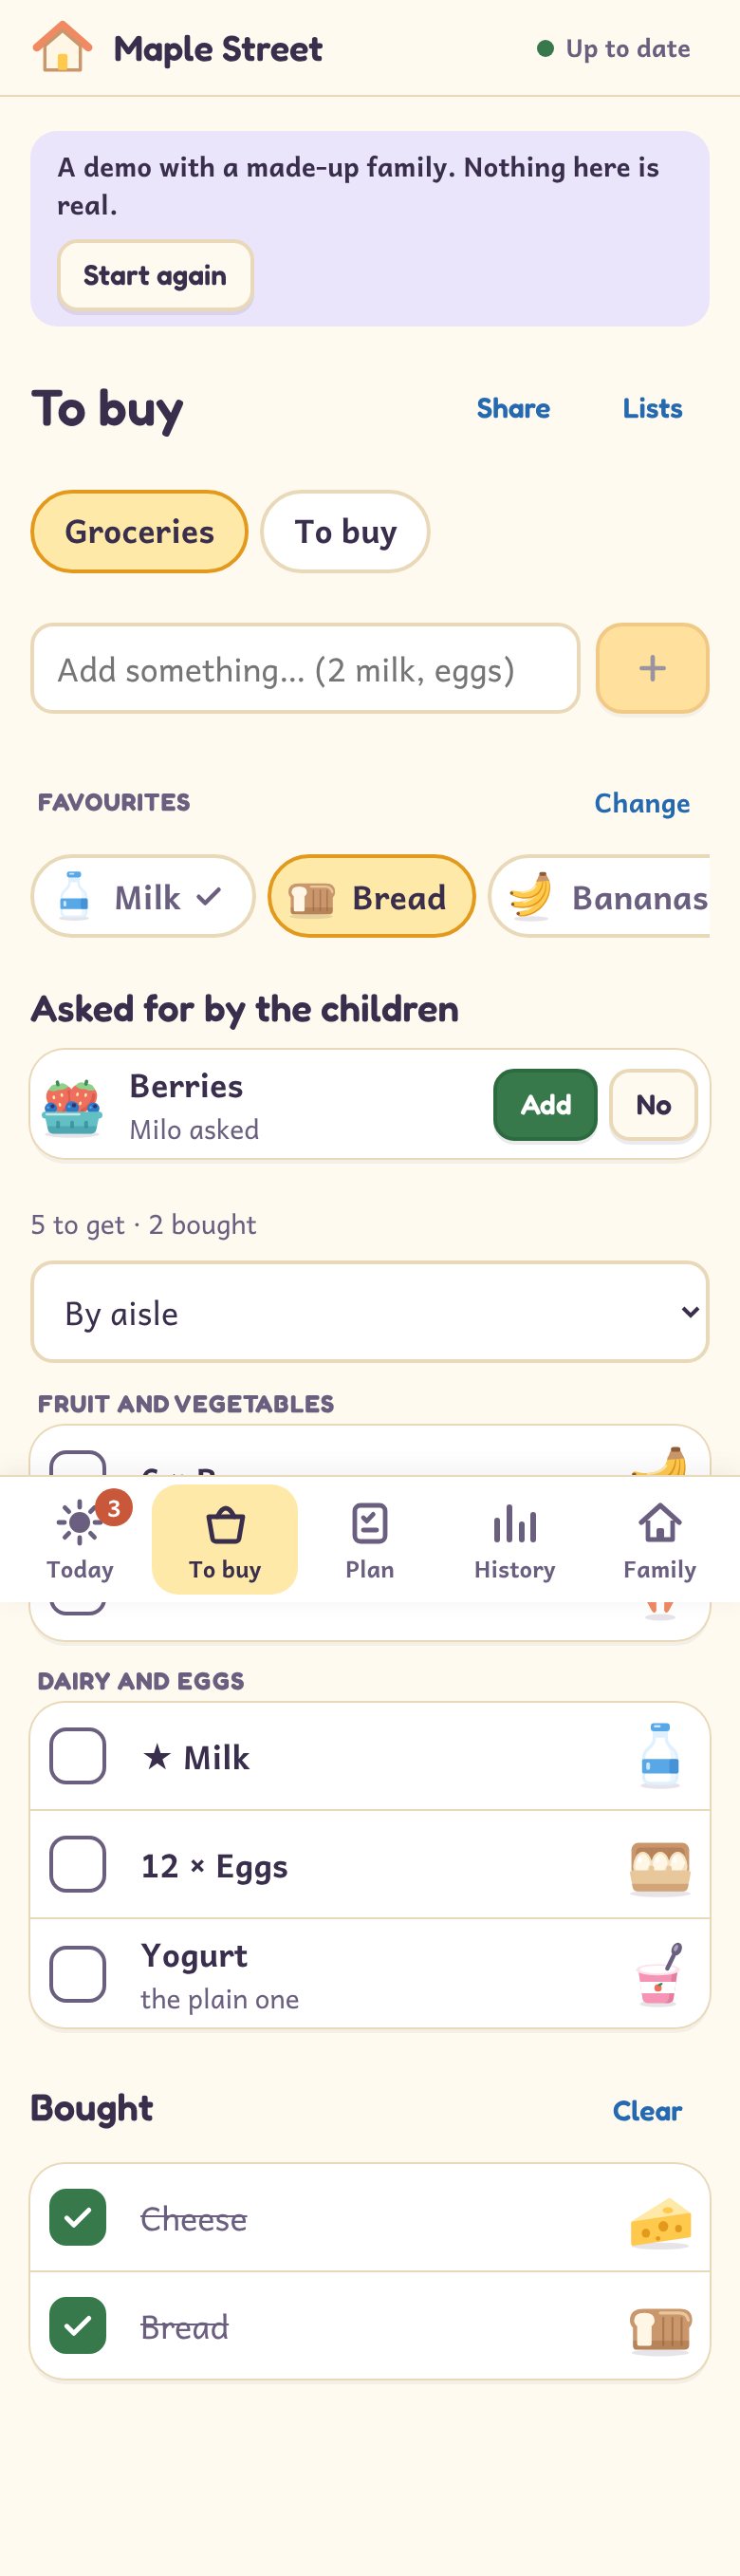 Maple Street
Up to date
A demo with a made-up family. Nothing here is
real.
Start again
To buy
Share
Lists
Groceries
To buy
Add something... (2 milk, eggs)
FAVOURITES
Change
Milk
Bread
Bananas
Asked for by the children
Berries
Milo asked
Add
No
5 to get · 2 bought
By aisle
FRUIT AND VEGETABLES
3
Today
To buy
Plan
History
Family
DAIRY AND EGGS
★ Milk
12 × Eggs
Yogurt
the plain one
Bought
Clear
Cheese
Bread